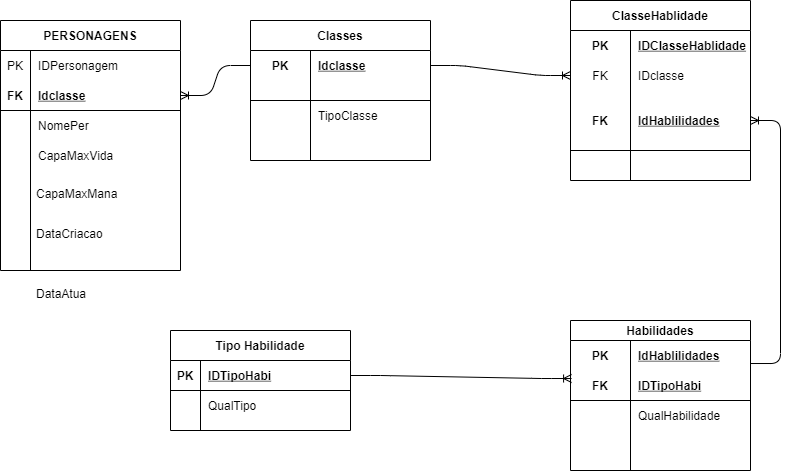 PERSONAGENS
PK IDPersonagem
FK Idclasse
NomePer
CapaMaxVida
CapaMaxMana
DataCriacao
DataAtua
Classes
PK Idclasse
TipoClasse
ClasseHablidade
PK IDClasseHablidade
FK IDclasse
FK IdHablilidades
Tipo Habilidade
PK IDTipoHabi
QualTipo
Habilidades
PK IdHablilidades
FK IDTipoHabi
QualHabilidade